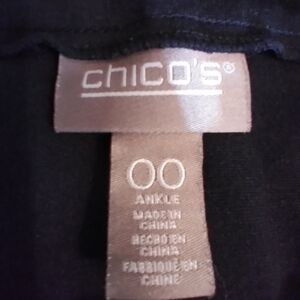 chico's®
00
ANKLE
MADE IN
CHINA
HECHO EN
CHINA
FABRIQUE EN
CHINE